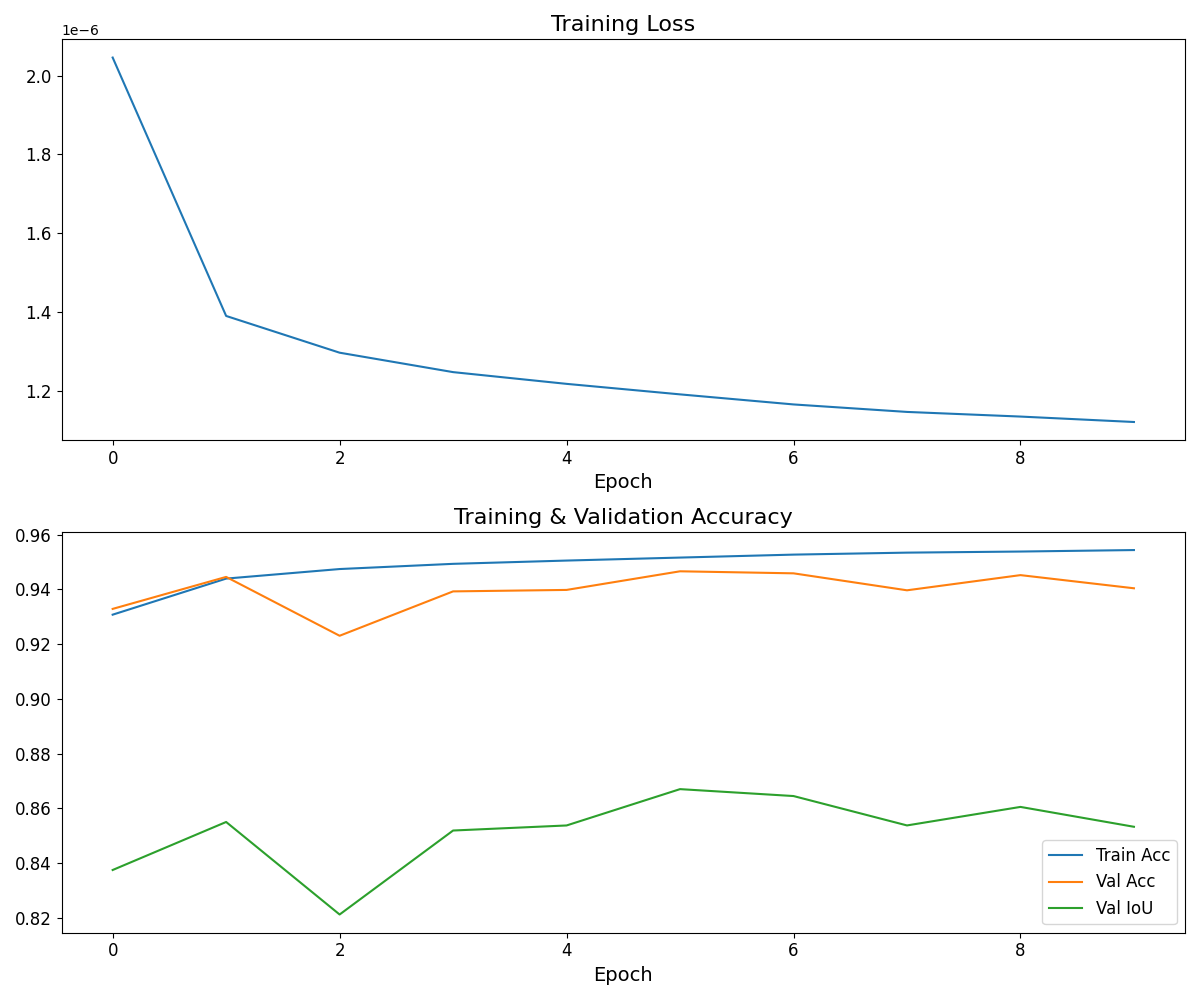 Training Loss
1e−6
2.0
1.8
1.6
1.4
1.2
0 2 4 6 8
Epoch
Training & Validation Accuracy
0.96
0.94
0.92
0.90
0.88
0.86
0.84
0.82
Train Acc
Val Acc
Val IoU
0 2 4 6 8
Epoch